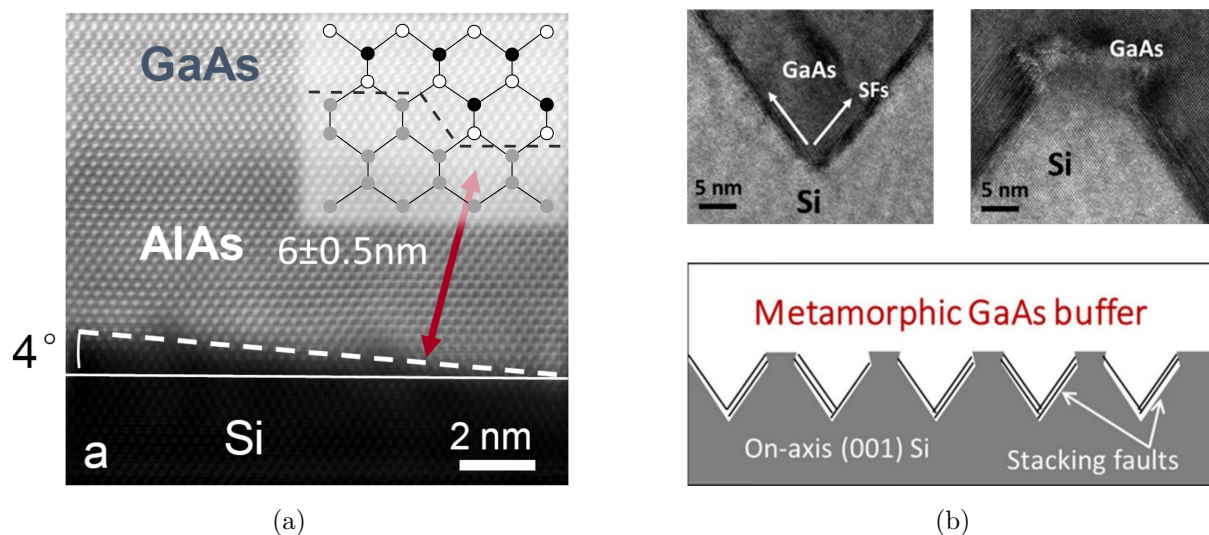 GaAs
AlAs
6±0.5nm
4°
Si
a
2 nm
(a)
GaAs
SFs
Si
5 nm
GaAs
Si
5 nm
Metamorphic GaAs buffer
On-axis (001) Si
Stacking faults
(b)